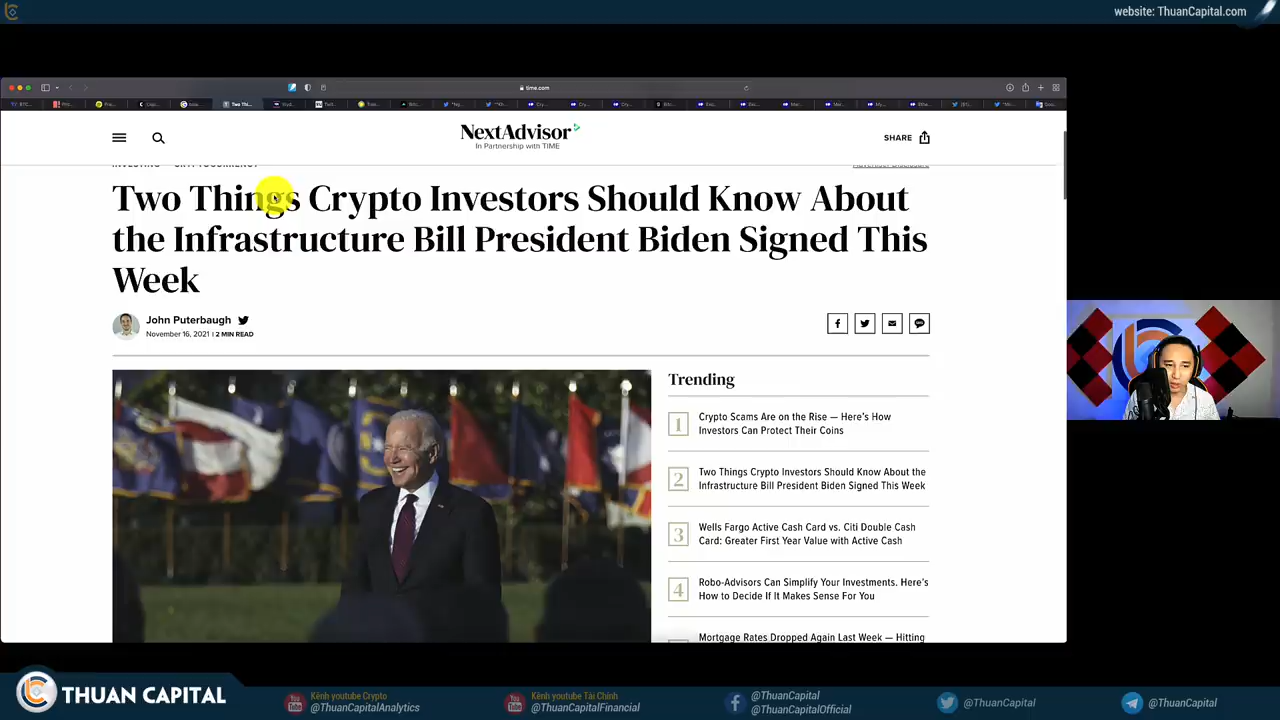 website: ThuanCapital.com
time.com
NextAdvisor
In Partnership with TIME
SHARE
Two Things Crypto Investors Should Know About
the Infrastructure Bill President Biden Signed This
Week
John Puterbaugh
November 16, 2021 | 2 MIN READ
Trending
1
Crypto Scams Are on the Rise — Here's How
Investors Can Protect Their Coins
2
Two Things Crypto Investors Should Know About the
Infrastructure Bill President Biden Signed This Week
3
Wells Fargo Active Cash Card vs. Citi Double Cash
Card: Greater First Year Value with Active Cash
4
Robo-Advisors Can Simplify Your Investments. Here's
How to Decide If It Makes Sense For You
Mortgage Rates Dropped Again Last Week — Hitting
THUAN CAPITAL
Kênh youtube Crypto
@ThuanCapitalAnalytics
Kênh youtube Tài Chính
@ThuanCapitalFinancial
@ThuanCapital
@ThuanCapitalOfficial
@ThuanCapital
@ThuanCapital